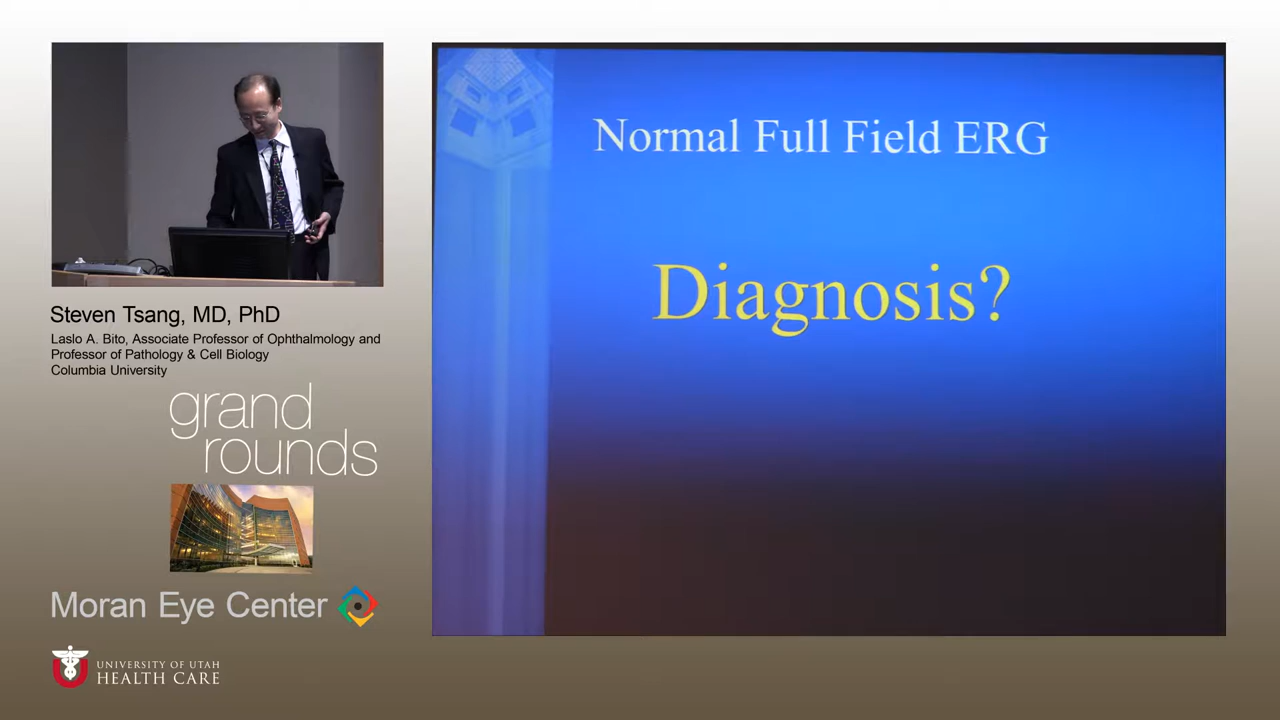 Steven Tsang, MD, PhD
Laslo A. Bito, Associate Professor of Ophthalmology and
Professor of Pathology & Cell Biology
Columbia University
grand
rounds
Moran Eye Center
UNIVERSITY OF UTAH
HEALTH CARE
Normal Full Field ERG
Diagnosis?